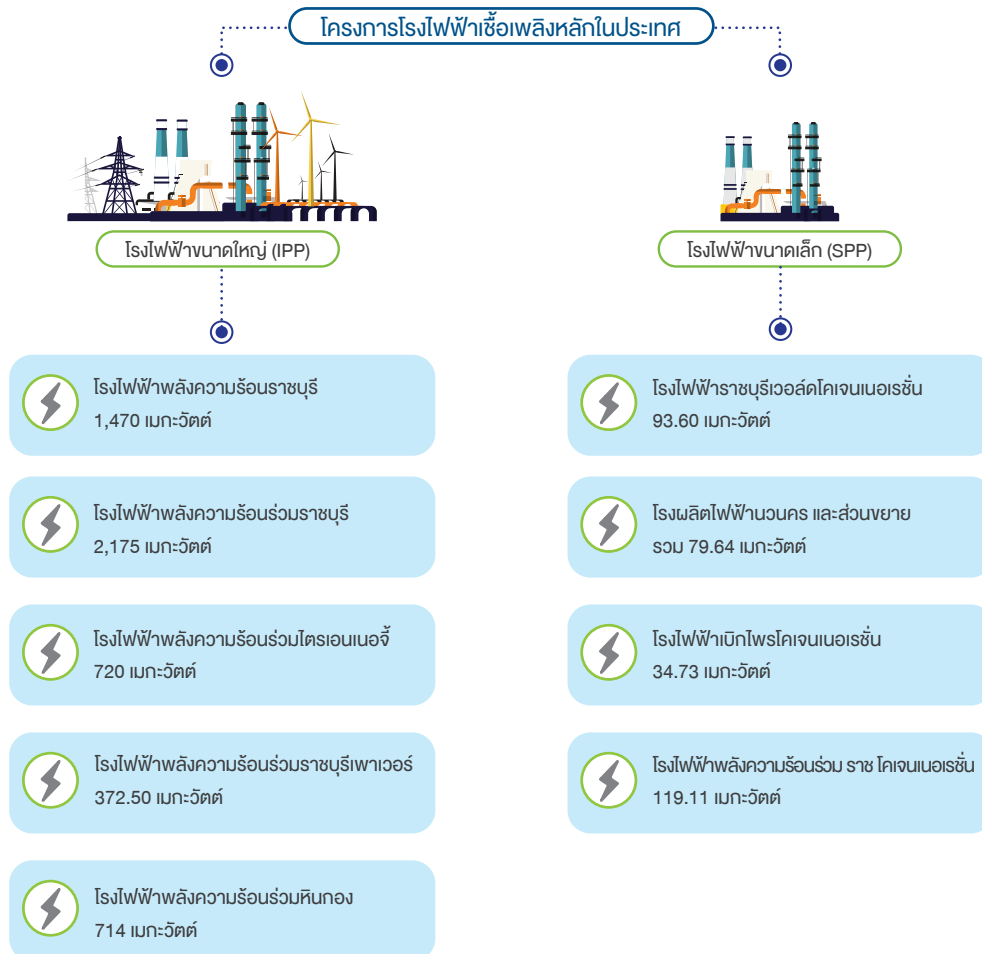 โครงการโรงไฟฟ้าเชื้อเพลิงหลักในประเทศ
โรงไฟฟ้าขนาดใหญ่ (IPP)
โรงไฟฟ้าพลังความร้อนราชบุรี
1,470 เมกะวัตต์
โรงไฟฟ้าพลังความร้อนร่วมราชบุรี
2,175 เมกะวัตต์
โรงไฟฟ้าพลังความร้อนร่วมไตรเอนเนอจี้
720 เมกะวัตต์
โรงไฟฟ้าพลังความร้อนร่วมราชบุรีเพาเวอร์
372.50 เมกะวัตต์
โรงไฟฟ้าพลังความร้อนร่วมหินกอง
714 เมกะวัตต์
โรงไฟฟ้าขนาดเล็ก (SPP)
โรงไฟฟ้าราชบุรีเวอล์ดโคเจนเนอเรชั่น
93.60 เมกะวัตต์
โรงผลิตไฟฟ้านวนคร และส่วนขยาย
รวม 79.64 เมกะวัตต์
โรงไฟฟ้าเบิกไพรโคเจนเนอเรชั่น
34.73 เมกะวัตต์
โรงไฟฟ้าพลังความร้อนร่วม ราช โคเจนเนอเรชั่น
119.11 เมกะวัตต์